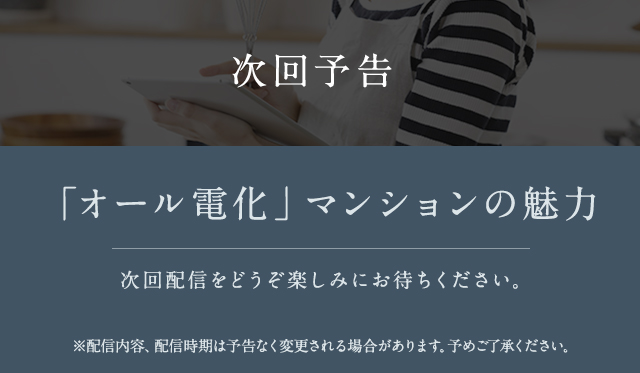 次回予告
「オール電化」マンションの魅力
次回配信をどうぞ楽しみにお待ちください。
※配信内容、配信時期は予告なく変更される場合があります。予めご了承ください。